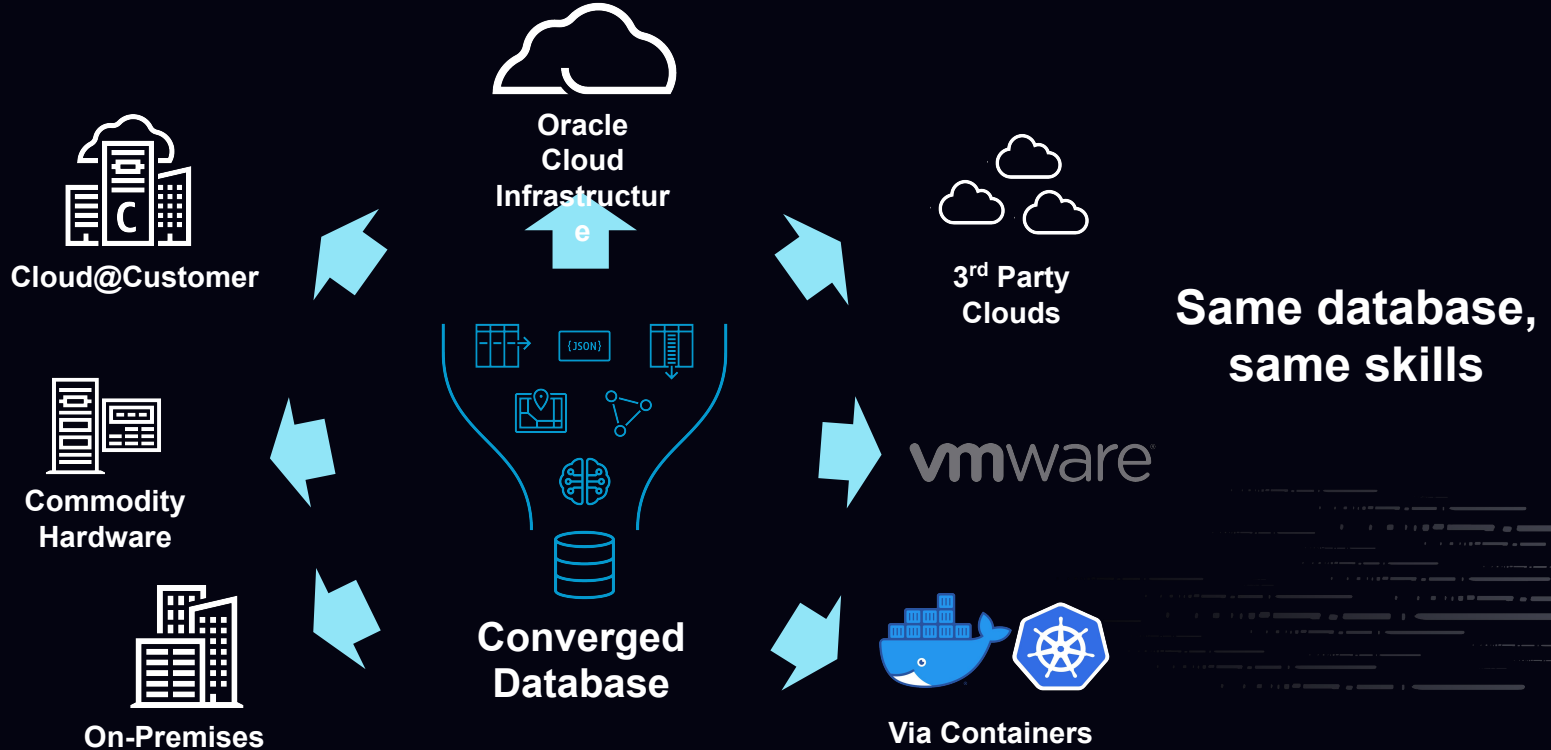 Oracle
Cloud
Infrastructur
e
Cloud@Customer
3rd Party
Clouds
Same database,
same skills
{JSON}
C
Commodity
Hardware
vmware®
On-Premises
Converged
Database
Via Containers